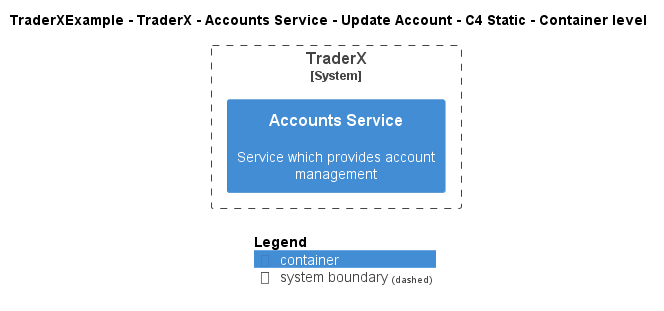 TraderXExample - TraderX - Accounts Service - Update Account - C4 Static - Container level
TraderX
[System]
Accounts Service
Service which provides account
management
Legend
container
system boundary (dashed)